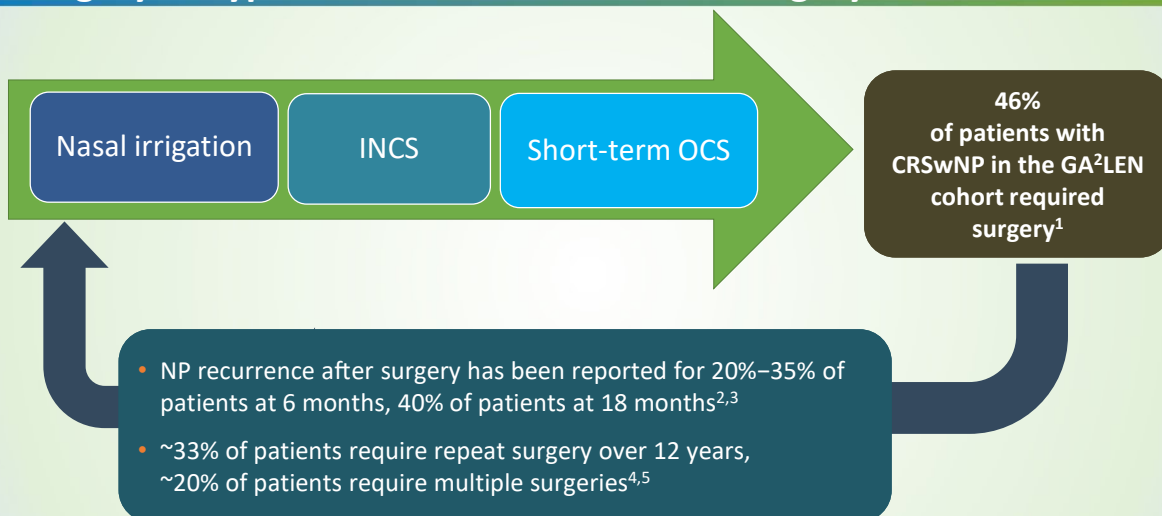 Nasal irrigation
INCS
Short-term OCS
46%
of patients with
CRSwNP in the GA²LEN
cohort required
surgery¹
• NP recurrence after surgery has been reported for 20%−35% of
patients at 6 months, 40% of patients at 18 months²,³
• ~33% of patients require repeat surgery over 12 years,
~20% of patients require multiple surgeries⁴,⁵